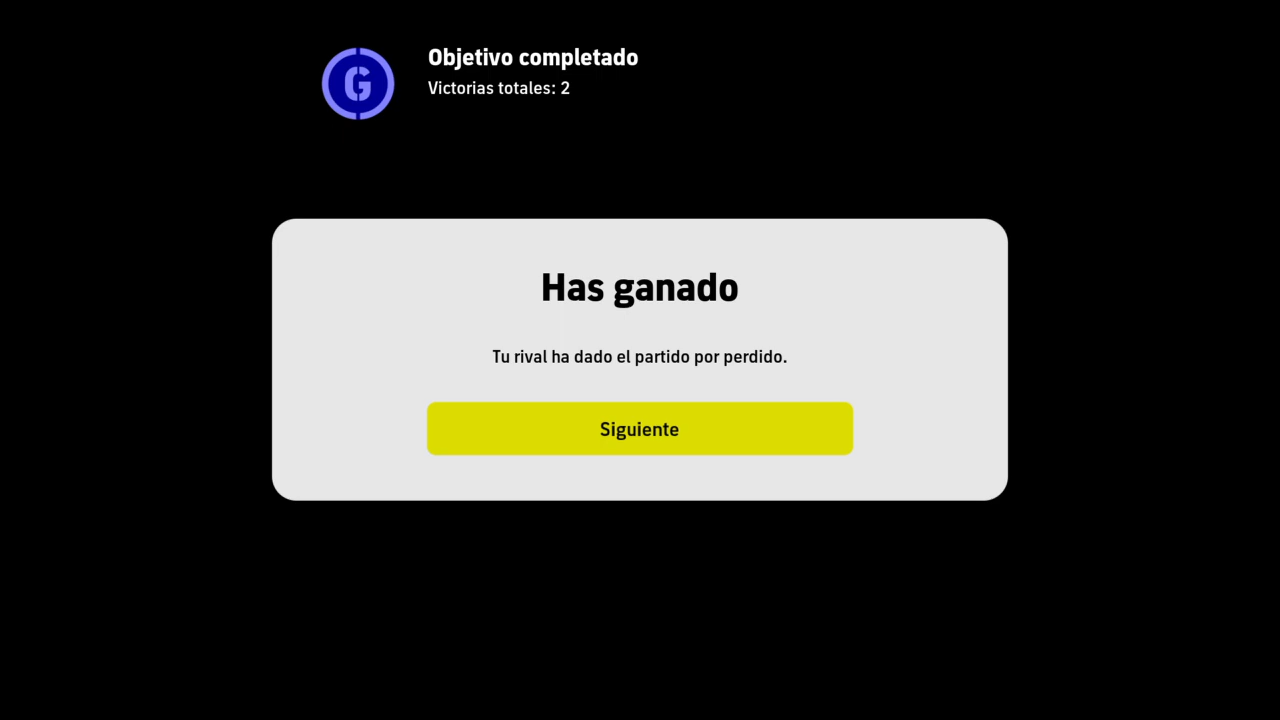 G
Objetivo completado
Victorias totales: 2
Has ganado
Tu rival ha dado el partido por perdido.
Siguiente